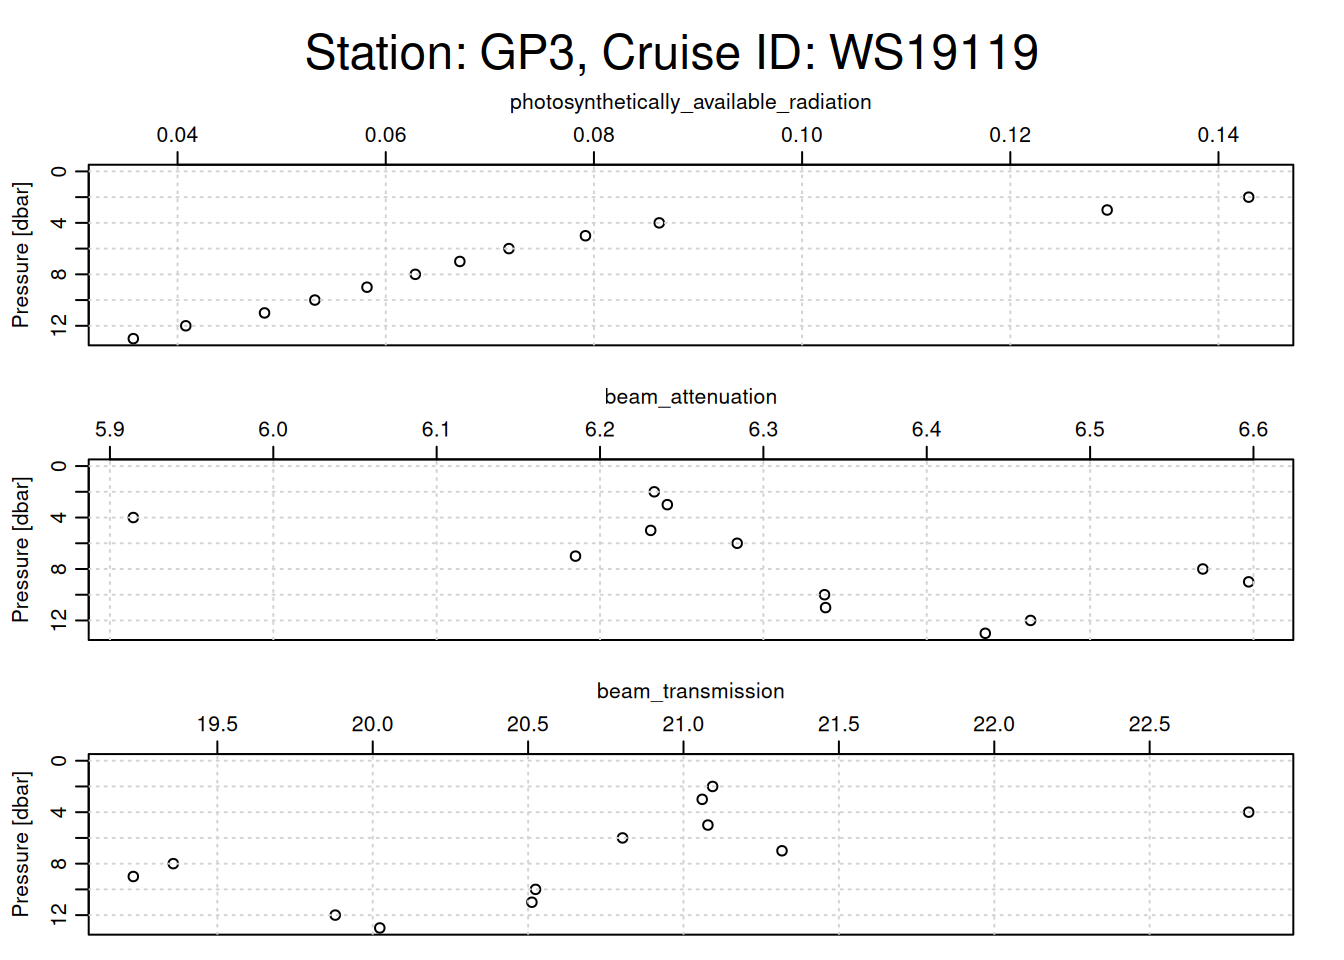 Station: GP3, Cruise ID: WS19119
photosynthetically_available_radiation
0.04 0.06 0.08 0.10 0.12 0.14
Pressure [dbar]
0 4 8 12
beam_attenuation
5.9 6.0 6.1 6.2 6.3 6.4 6.5 6.6
Pressure [dbar]
0 4 8 12
beam_transmission
19.5 20.0 20.5 21.0 21.5 22.0 22.5
Pressure [dbar]
0 4 8 12